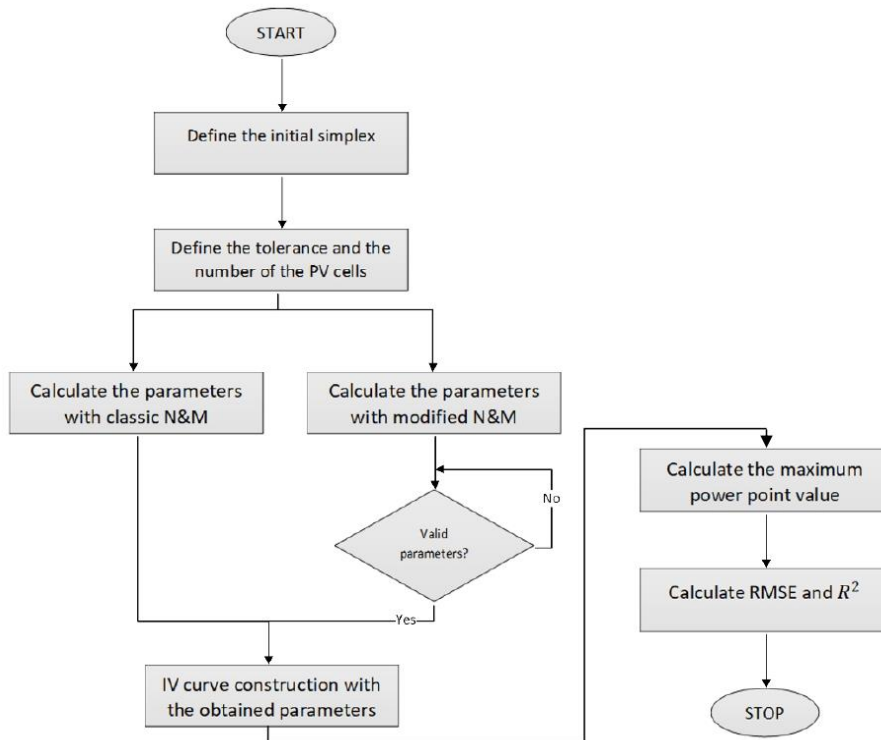 START
Define the initial simplex
Define the tolerance and the
number of the PV cells
Calculate the parameters
with classic N&M
Calculate the parameters
with modified N&M
No
Valid
parameters?
Yes
IV curve construction with
the obtained parameters
Calculate the maximum
power point value
Calculate RMSE and R²
STOP